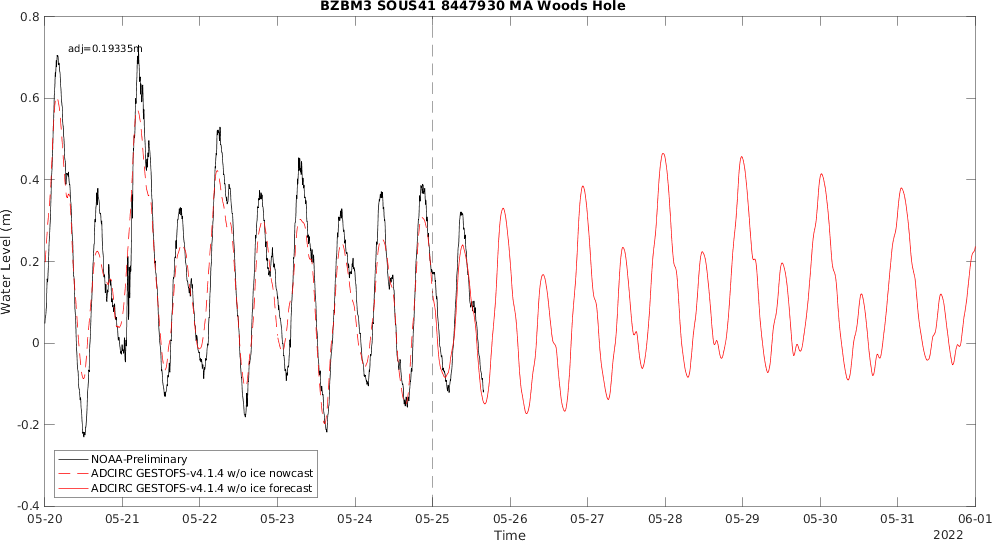 BZBM3 SOUS41 8447930 MA Woods Hole
adj=0.19335m
0.8
0.6
0.4
0.2
0
-0.2
-0.4
Water Level (m)
NOAA-Preliminary
ADCIRC GESTOFS-v4.1.4 w/o ice nowcast
ADCIRC GESTOFS-v4.1.4 w/o ice forecast
05-20 05-21 05-22 05-23 05-24 05-25 05-26 05-27 05-28 05-29 05-30 05-31 06-01
Time
2022